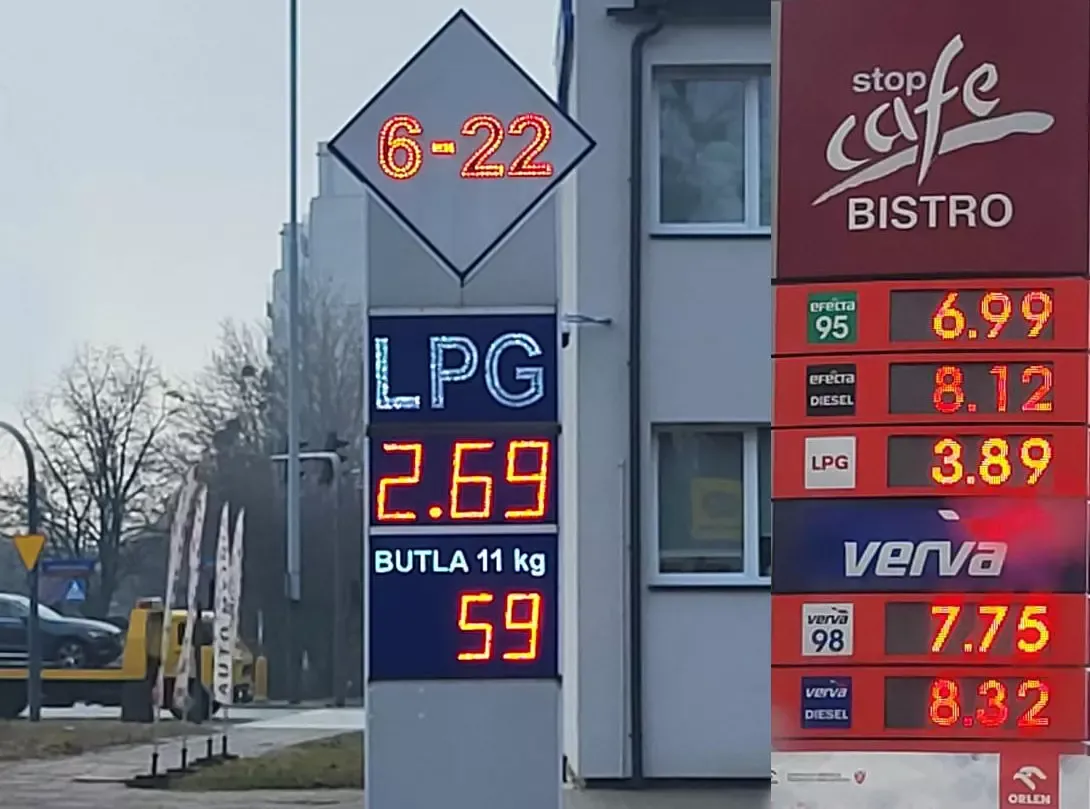 6-22
LPG
2.69
BUTLA 11 kg
59
AUTO M
stop
cafe
BISTRO
EFECTA
95
6.99
EFECTA
DIESEL
8.12
LPG
3.89
verva
verva
98
7.75
verva
DIESEL
8.32
ORLEN